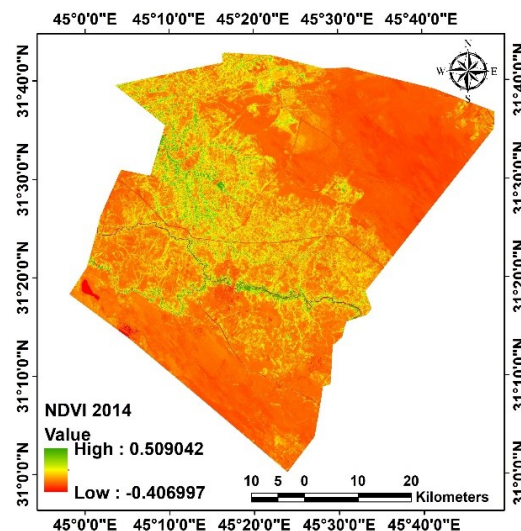 45°0'0"E 45°10'0"E 45°20'0"E 45°30'0"E 45°40'0"E
N
W E
S
31°40'0"N 31°40'0"N
31°30'0"N 31°30'0"N
31°20'0"N 31°20'0"N
31°10'0"N 31°10'0"N
31°0'0"N 31°0'0"N
NDVI 2014
Value
High : 0.509042
Low : -0.406997
10 5 0 10 20
Kilometers
45°0'0"E 45°10'0"E 45°20'0"E 45°30'0"E 45°40'0"E